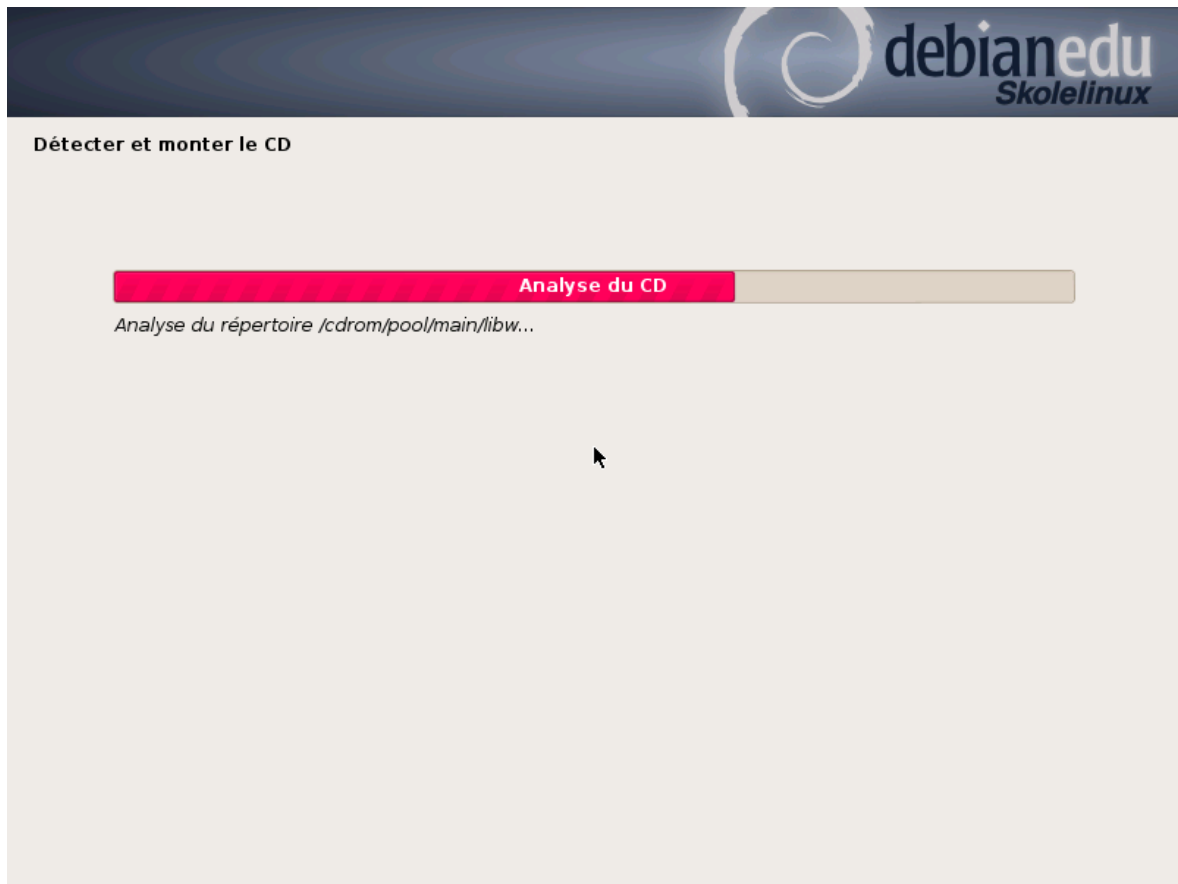 debianedu
Skolelinux
Détecter et monter le CD
Analyse du CD
Analyse du répertoire /cdrom/pool/main/libw...